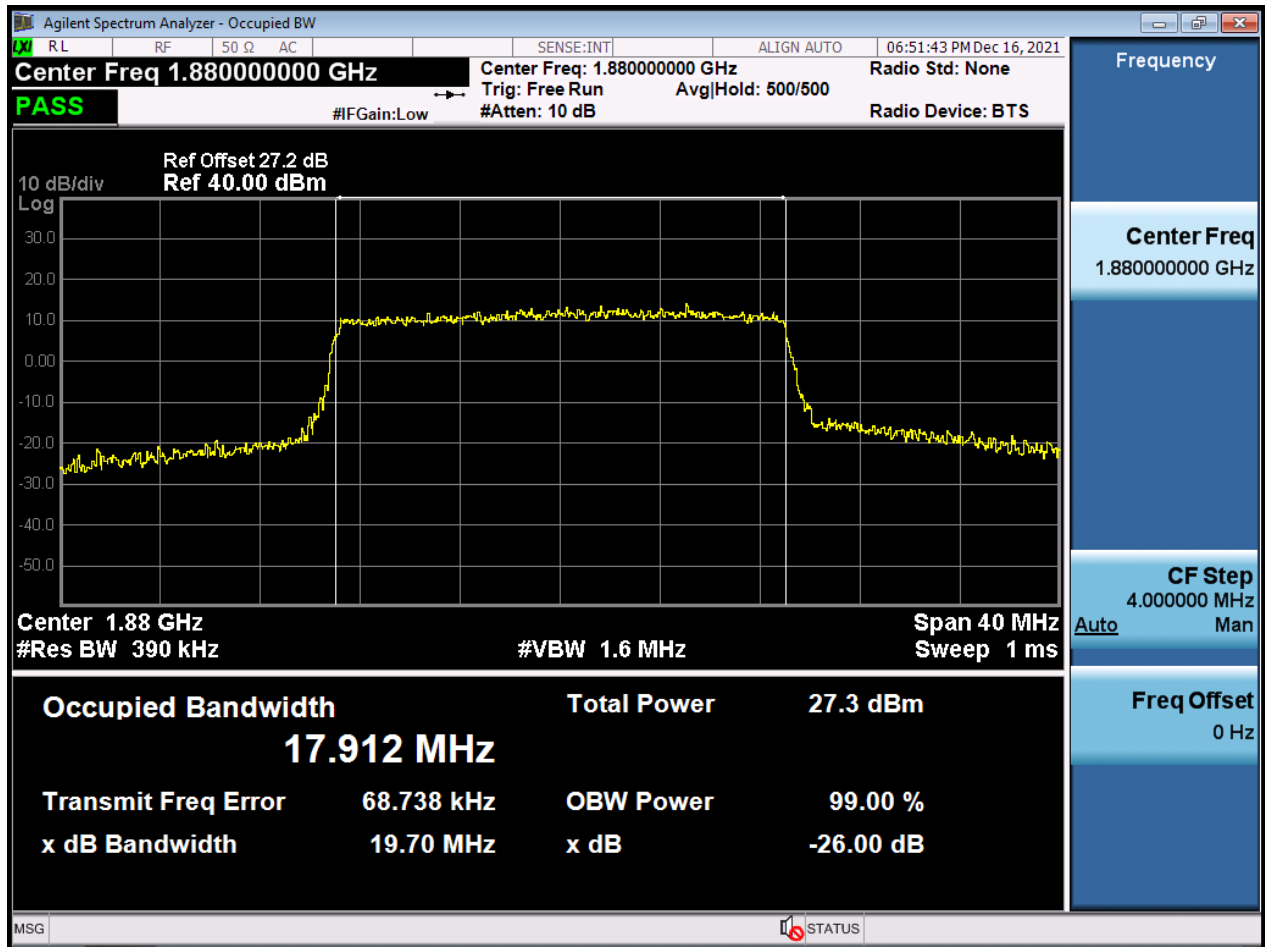 Agilent Spectrum Analyzer - Occupied BW
LXI RL RF 50 Ω AC SENSE:INT ALIGN AUTO 06:51:43 PM Dec 16, 2021
Center Freq 1.880000000 GHz
Center Freq: 1.880000000 GHz Radio Std: None
Trig: Free Run Avg|Hold: 500/500
PASS
#IFGain:Low #Atten: 10 dB Radio Device: BTS
Ref Offset 27.2 dB
10 dB/div Ref 40.00 dBm
Log
30.0
20.0
10.0
0.00
-10.0
-20.0
-30.0
-40.0
-50.0
Center 1.88 GHz Span 40 MHz
#Res BW 390 kHz #VBW 1.6 MHz Sweep 1 ms
Occupied Bandwidth Total Power 27.3 dBm
17.912 MHz
Transmit Freq Error 68.738 kHz OBW Power 99.00 %
x dB Bandwidth 19.70 MHz x dB -26.00 dB
Frequency
Center Freq
1.880000000 GHz
CF Step
4.000000 MHz
Auto Man
Freq Offset
0 Hz
MSG STATUS